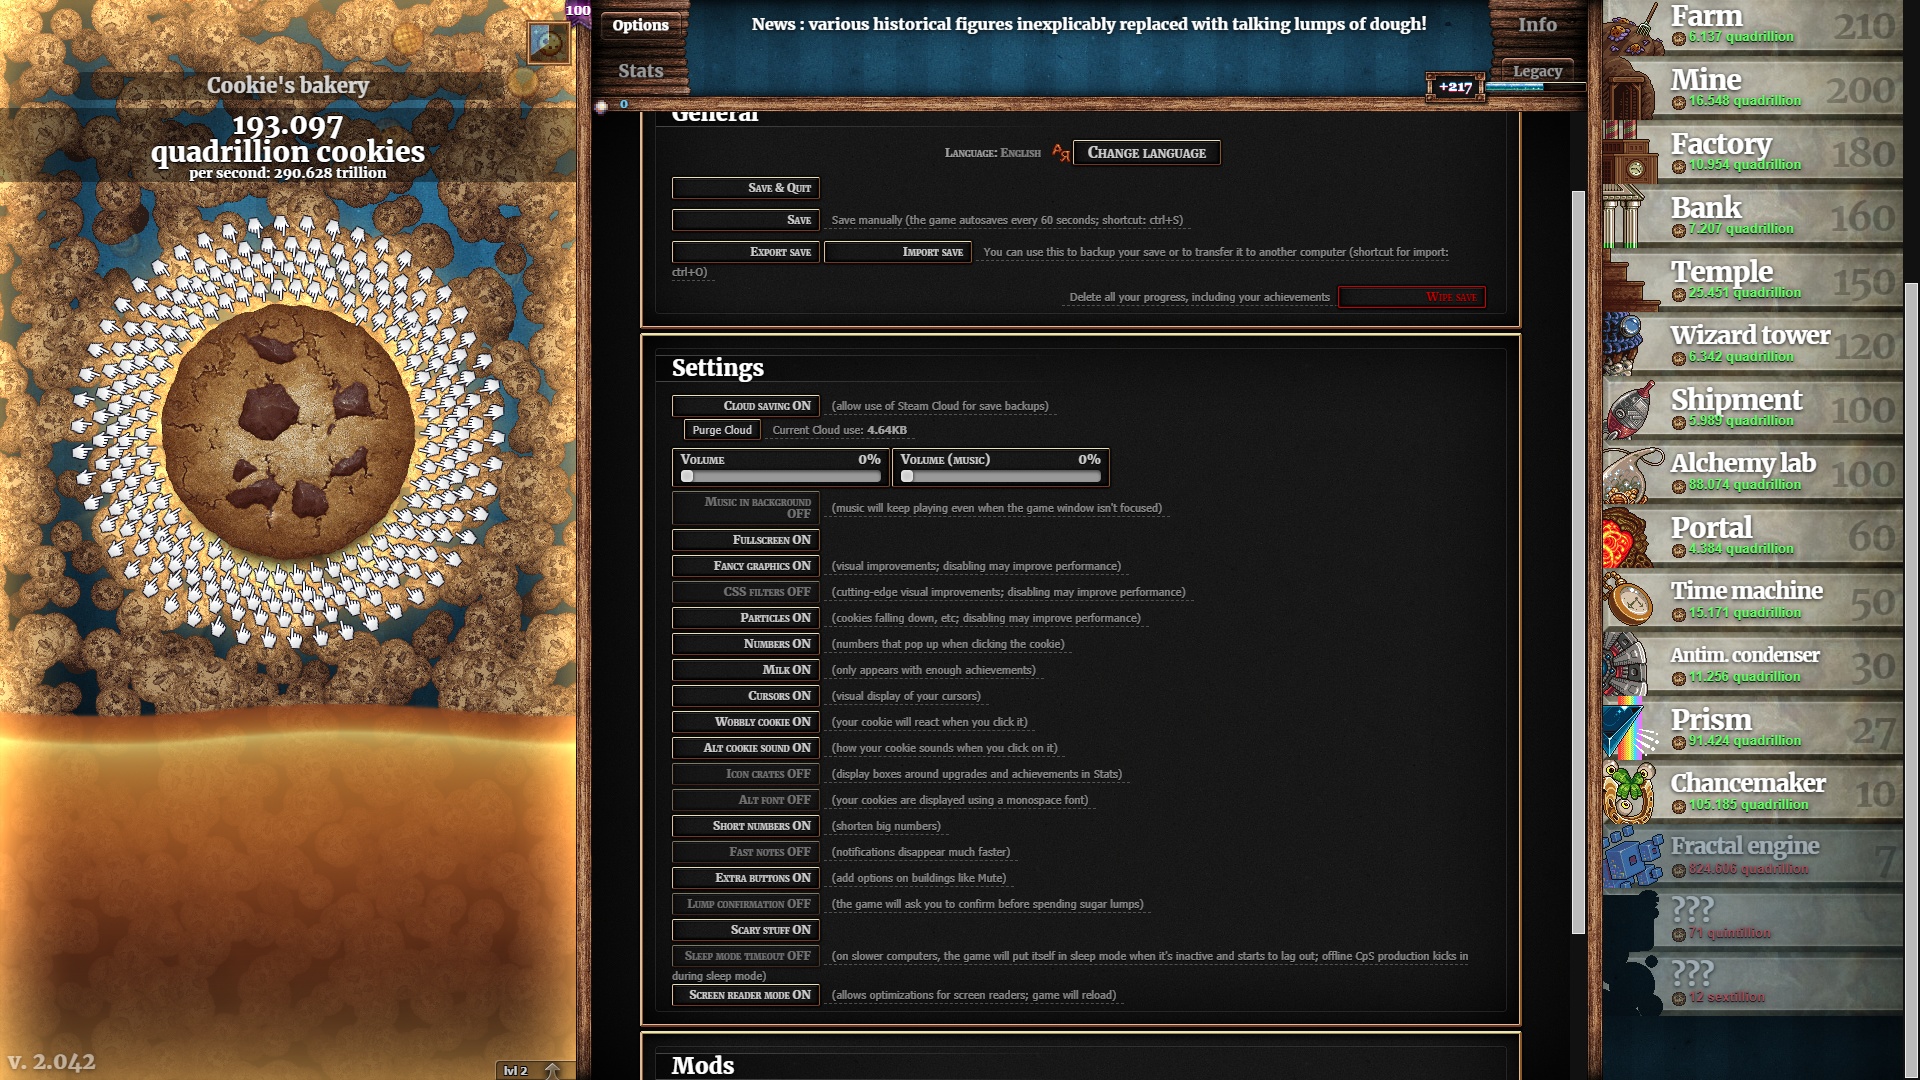 100
Options
News : various historical figures inexplicably replaced with talking lumps of dough!
Info
Stats
Legacy
+217
0
Cookie's bakery
193.097
quadrillion cookies
per second: 290.628 trillion
v. 2.042
lvl 2
General
Language: English
Change language
Save & Quit
Save
Save manually (the game autosaves every 60 seconds; shortcut: ctrl+S)
Export save
Import save
You can use this to backup your save or to transfer it to another computer (shortcut for import:
ctrl+O)
Delete all your progress, including your achievements
Wipe save
Settings
Cloud saving ON
(allow use of Steam Cloud for save backups)
Purge Cloud
Current Cloud use: 4.64KB
Volume 0%
Volume (music) 0%
Music in background
OFF
(music will keep playing even when the game window isn't focused)
Fullscreen ON
Fancy graphics ON
(visual improvements; disabling may improve performance)
CSS filters OFF
(cutting-edge visual improvements; disabling may improve performance)
Particles ON
(cookies falling down, etc; disabling may improve performance)
Numbers ON
(numbers that pop up when clicking the cookie)
Milk ON
(only appears with enough achievements)
Cursors ON
(visual display of your cursors)
Wobbly cookie ON
(your cookie will react when you click it)
Alt cookie sound ON
(how your cookie sounds when you click on it)
Icon crates OFF
(display boxes around upgrades and achievements in Stats)
Alt font OFF
(your cookies are displayed using a monospace font)
Short numbers ON
(shorten big numbers)
Fast notes OFF
(notifications disappear much faster)
Extra buttons ON
(add options on buildings like Mute)
Lump confirmation OFF
(the game will ask you to confirm before spending sugar lumps)
Scary stuff ON
Sleep mode timeout OFF
(on slower computers, the game will put itself in sleep mode when it's inactive and starts to lag out; offline CpS production kicks in
during sleep mode)
Screen reader mode ON
(allows optimizations for screen readers; game will reload)
Mods
Farm
6.137 quadrillion
210
Mine
16.548 quadrillion
200
Factory
10.954 quadrillion
180
Bank
7.207 quadrillion
160
Temple
25.451 quadrillion
150
Wizard tower
6.342 quadrillion
120
Shipment
5.989 quadrillion
100
Alchemy lab
88.074 quadrillion
100
Portal
4.384 quadrillion
60
Time machine
15.171 quadrillion
50
Antim. condenser
11.256 quadrillion
30
Prism
91.424 quadrillion
27
Chancemaker
105.185 quadrillion
10
Fractal engine
824.606 quadrillion
7
???
71 quintillion
???
12 sextillion